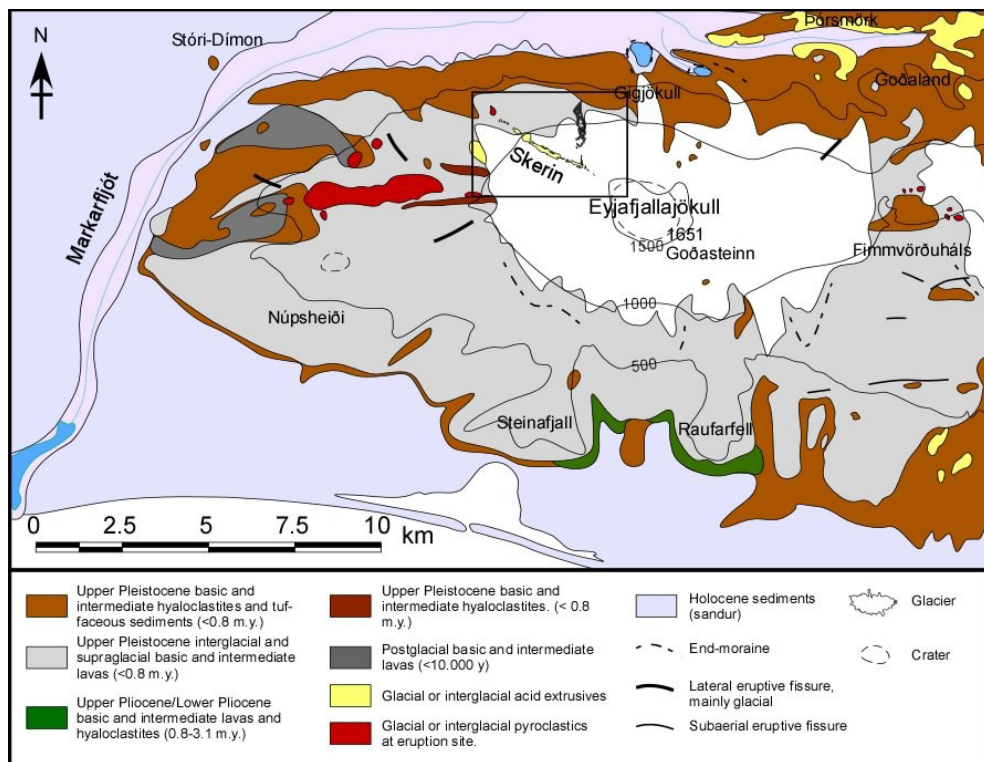 N
Stóri-Dímon
Þórsmörk
Goðaland
Gígjökull
Skerin
Markarfljót
Eyjafjallajökull
1651
1500
Goðasteinn
Fimmvörðuháls
1000
Núpsheiði
500
Steinafjall
Raufarfell
0 2.5 5 7.5 10
km
Upper Pleistocene basic and
intermediate hyaloclastites and tuf-
faceous sediments (<0.8 m.y.)
Upper Pleistocene interglacial and
supraglacial basic and intermediate
lavas (<0.8 m.y.)
Upper Pliocene/Lower Pliocene
basic and intermediate lavas and
hyaloclastites (0.8-3.1 m.y.)
Upper Pleistocene basic and
intermediate hyaloclastites. (< 0.8
m.y.)
Postglacial basic and intermediate
lavas (<10.000 y)
Glacial or interglacial acid extrusives
Glacial or interglacial pyroclastics
at eruption site.
Holocene sediments
(sandur)
End-moraine
Lateral eruptive fissure,
mainly glacial
Subaerial eruptive fissure
Glacier
Crater